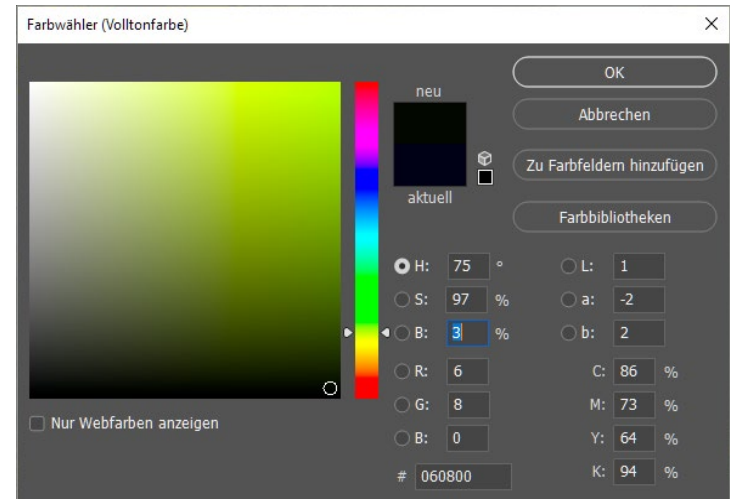 Farbwähler (Volltonfarbe)
neu
aktuell
OK
Abbrechen
Zu Farbfeldern hinzufügen
Farbbibliotheken
H: 75 °
S: 97 %
B: 3 %
R: 6
G: 8
B: 0
# 060800
L: 1
a: -2
b: 2
C: 86 %
M: 73 %
Y: 64 %
K: 94 %
Nur Webfarben anzeigen